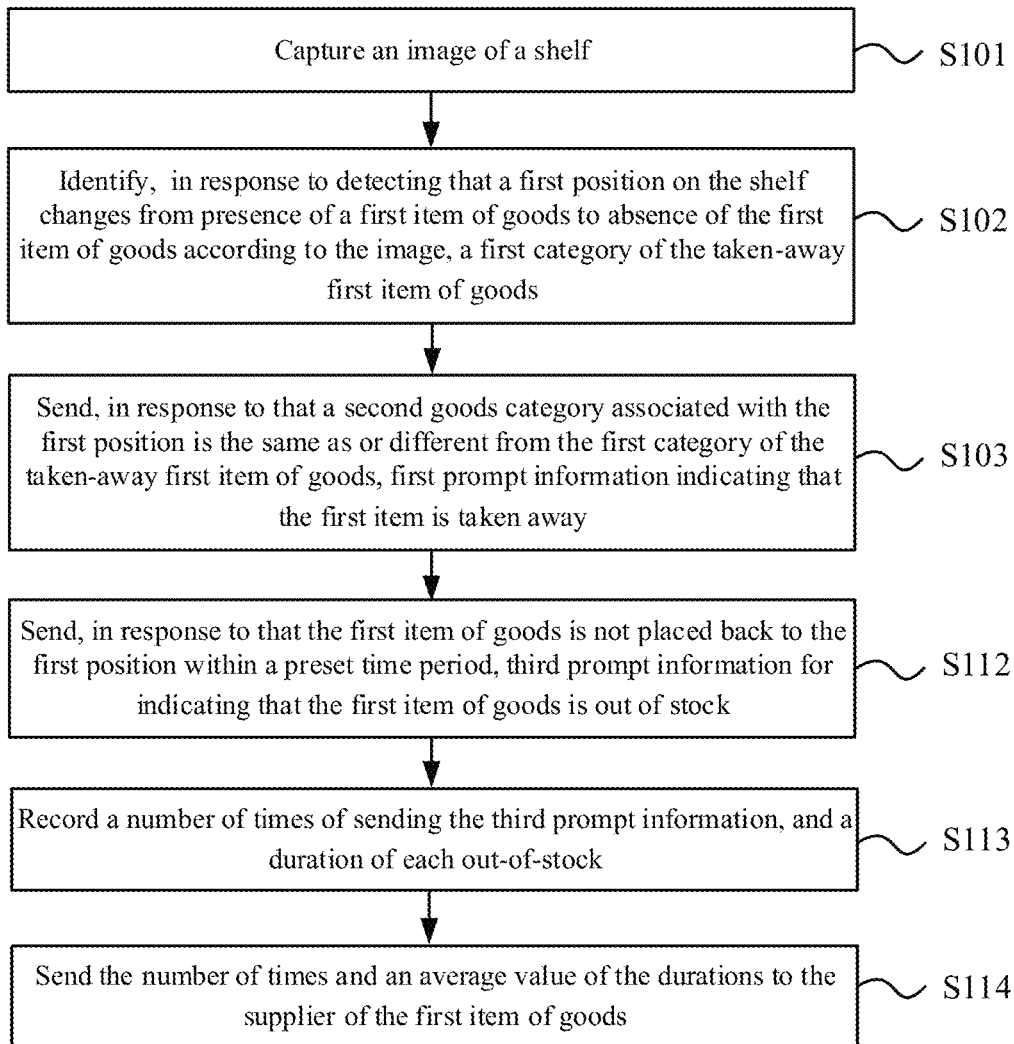 Capture an image of a shelf
S101
Identify, in response to detecting that a first position on the shelf
changes from presence of a first item of goods to absence of the first
item of goods according to the image, a first category of the taken-away
first item of goods
S102
Send, in response to that a second goods category associated with the
first position is the same as or different from the first category of the
taken-away first item of goods, first prompt information indicating that
the first item is taken away
S103
Send, in response to that the first item of goods is not placed back to the
first position within a preset time period, third prompt information for
indicating that the first item of goods is out of stock
S112
Record a number of times of sending the third prompt information, and a
duration of each out-of-stock
S113
Send the number of times and an average value of the durations to the
supplier of the first item of goods
S114